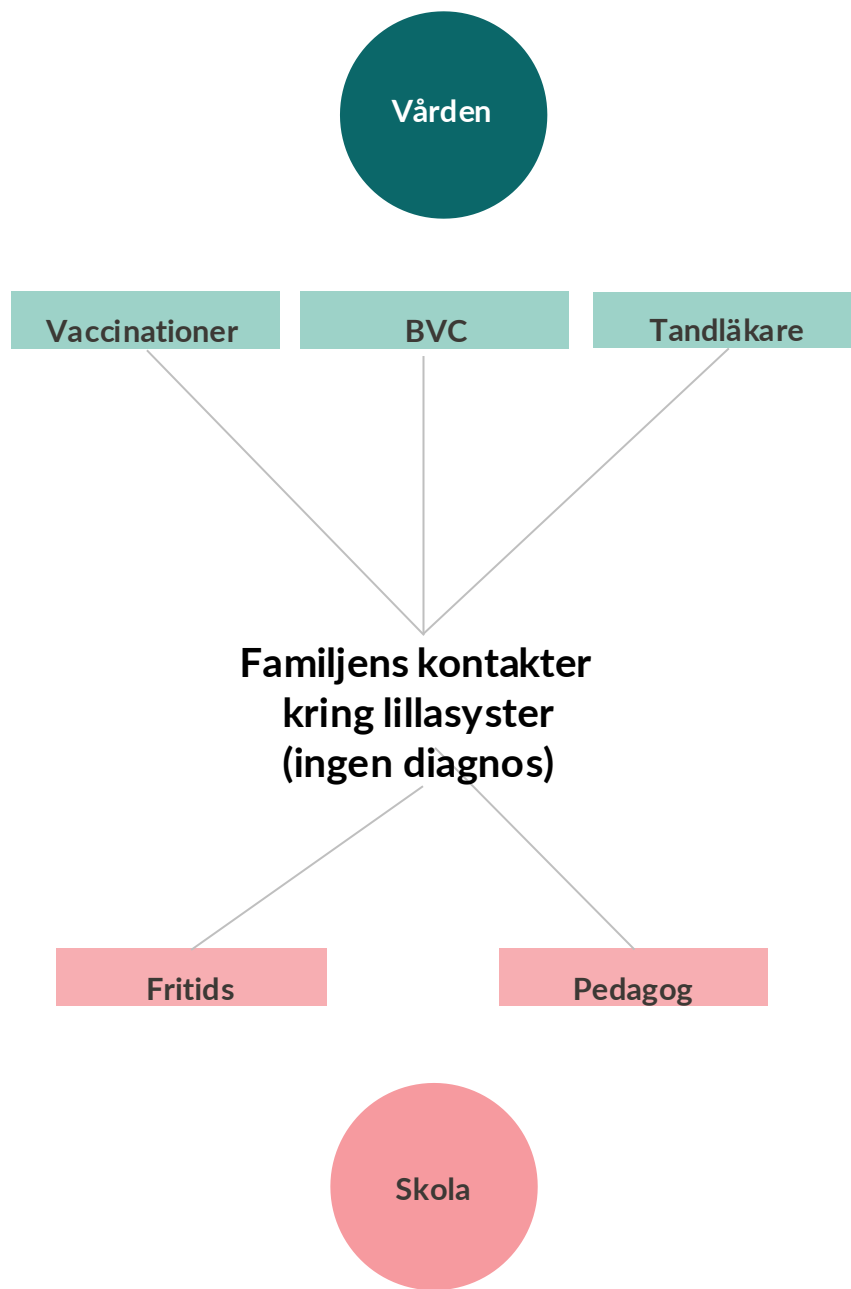 Vården
Vaccinationer
BVC
Tandläkare
Familjens kontakter
kring lillasyster
(ingen diagnos)
Fritids
Pedagog
Skola